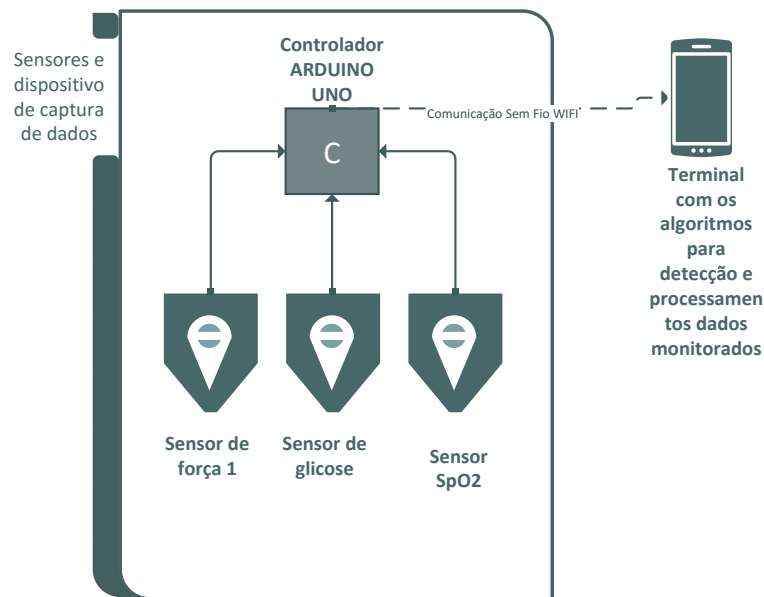 Sensores e
dispositivo
de captura
de dados
Controlador
ARDUINO
UNO
C
Comunicação Sem Fio WIFI
Terminal
com os
algoritmos
para
detecção e
processamen
tos dados
monitorados
Sensor de
força 1
Sensor de
glicose
Sensor
SpO2